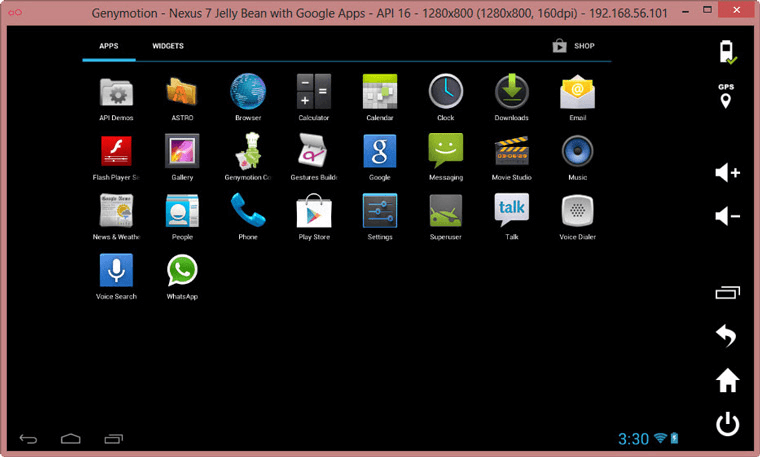 Genymotion - Nexus 7 Jelly Bean with Google Apps - API 16 - 1280x800 (1280x800, 160dpi) - 192.168.56.101
APPS WIDGETS SHOP
GPS
API Demos ASTRO Browser Calculator Calendar Clock Downloads Email
Flash Player Se Gallery Genymotion Co Gestures Builde Google Messaging Movie Studio Music
talk
News & Weathe People Phone Play Store Settings Superuser Talk Voice Dialer
Voice Search WhatsApp
3:30